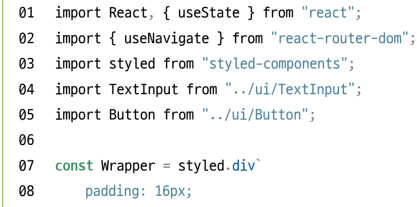 01 import React, { useState } from "react";
02 import { useNavigate } from "react-router-dom";
03 import styled from "styled-components";
04 import TextInput from "../ui/TextInput";
05 import Button from "../ui/Button";
06
07 const Wrapper = styled.div`
08     padding: 16px;